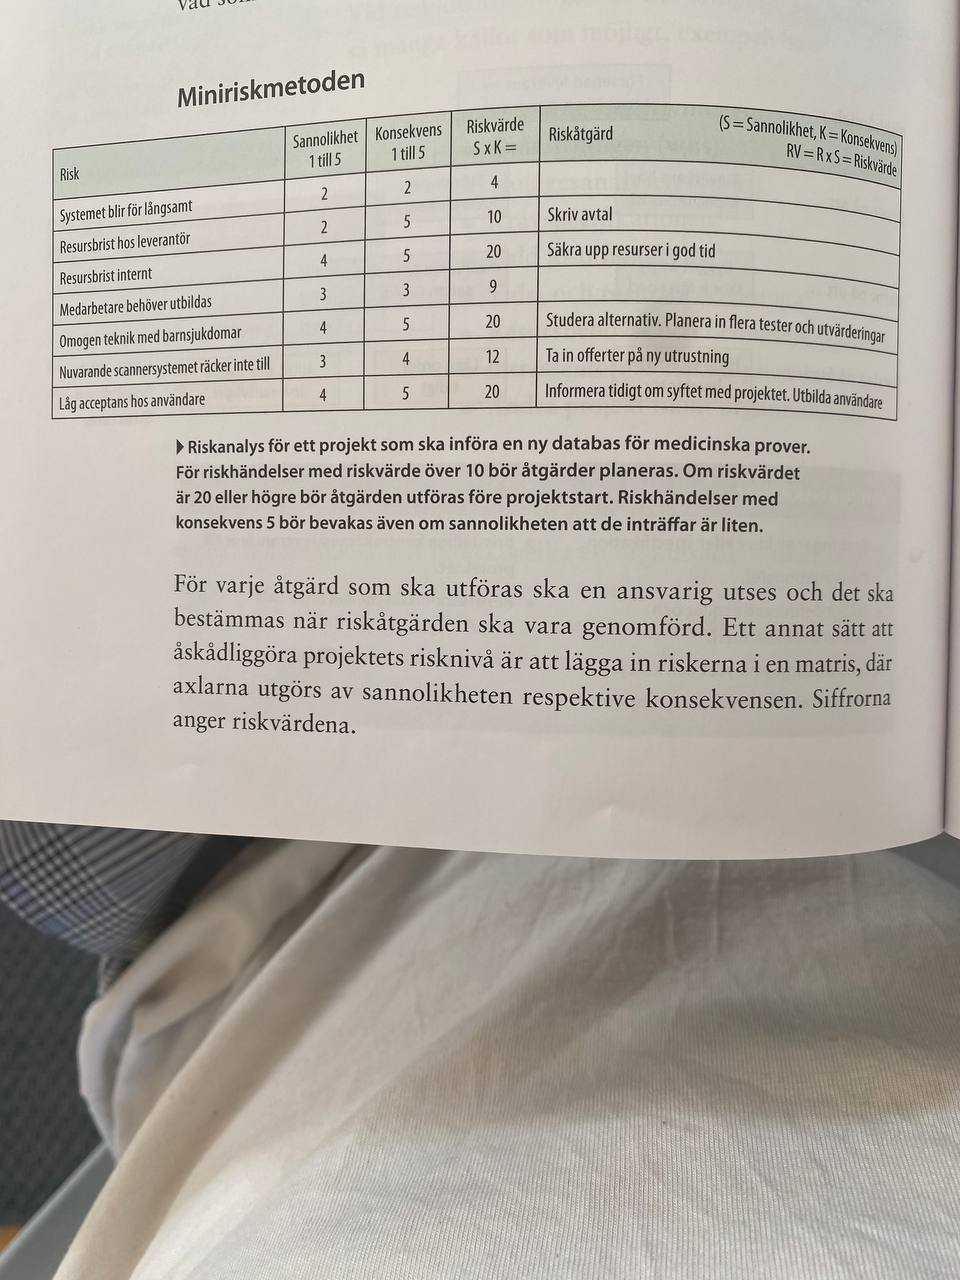 Miniriskmetoden
Risk Sannolikhet 1 till 5 Konsekvens 1 till 5 Riskvärde S x K = Riskåtgärd (S = Sannolikhet, K = Konsekvens) RV = R x S = Riskvärde
Systemet blir för långsamt 2 2 4
Resursbrist hos leverantör 2 5 10 Skriv avtal
Resursbrist internt 4 5 20 Säkra upp resurser i god tid
Medarbetare behöver utbildas 3 3 9
Omogen teknik med barnsjukdomar 4 5 20 Studera alternativ. Planera in flera tester och utvärderingar
Nuvarande scannersystemet räcker inte till 3 4 12 Ta in offerter på ny utrustning
Låg acceptans hos användare 4 5 20 Informera tidigt om syftet med projektet. Utbilda användare
Riskanalys för ett projekt som ska införa en ny databas för medicinska prover.
För riskhändelser med riskvärde över 10 bör åtgärder planeras. Om riskvärdet
är 20 eller högre bör åtgärden utföras före projektstart. Riskhändelser med
konsekvens 5 bör bevakas även om sannolikheten att de inträffar är liten.
För varje åtgärd som ska utföras ska en ansvarig utses och det ska
bestämmas när riskåtgärden ska vara genomförd. Ett annat sätt att
åskådliggöra projektets risknivå är att lägga in riskerna i en matris, där
axlarna utgörs av sannolikheten respektive konsekvensen. Siffrorna
anger riskvärdena.